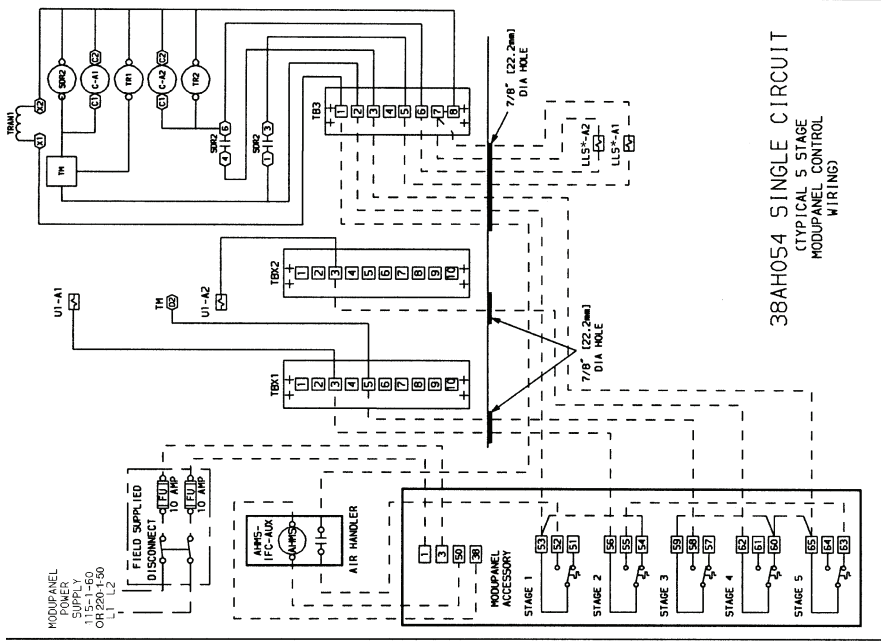 TRAN1
X1
X2
SDR2
C1
C-A1
C2
TR1
C1
C-A2
C2
TR2
TM
SDR2
4
6
SDR2
1
3
TB3
1
2
3
4
5
6
7
8
7/8" [22.2mm]
DIA HOLE
LLS*-A2
LLS*-A1
U1-A1
TM
D2
U1-A2
TBX2
1
2
3
4
5
6
7
8
9
10
TBX1
1
2
3
4
5
6
7
8
9
10
7/8" [22.2mm]
DIA HOLE
38AH054 SINGLE CIRCUIT
(TYPICAL 5 STAGE
MODUPANEL CONTROL
WIRING)
MODUPANEL
POWER
SUPPLY
115-1-60
OR 220-1-50
L1 L2
FIELD SUPPLIED
DISCONNECT
FU
10 AMP
FU
10 AMP
AHMS-
IFC-AUX
AHMS
AIR HANDLER
1
3
50
38
MODUPANEL
ACCESSORY
STAGE 1
53
52
51
STAGE 2
56
55
54
STAGE 3
59
58
57
STAGE 4
62
61
60
STAGE 5
65
64
63